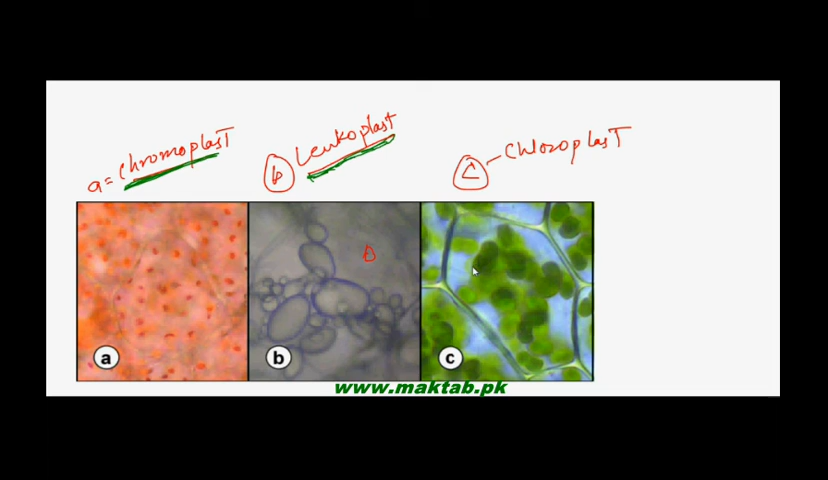 a = chromoplasT
b Leukoplast
C - ChloroplasT
a
b
c
www.maktab.pk